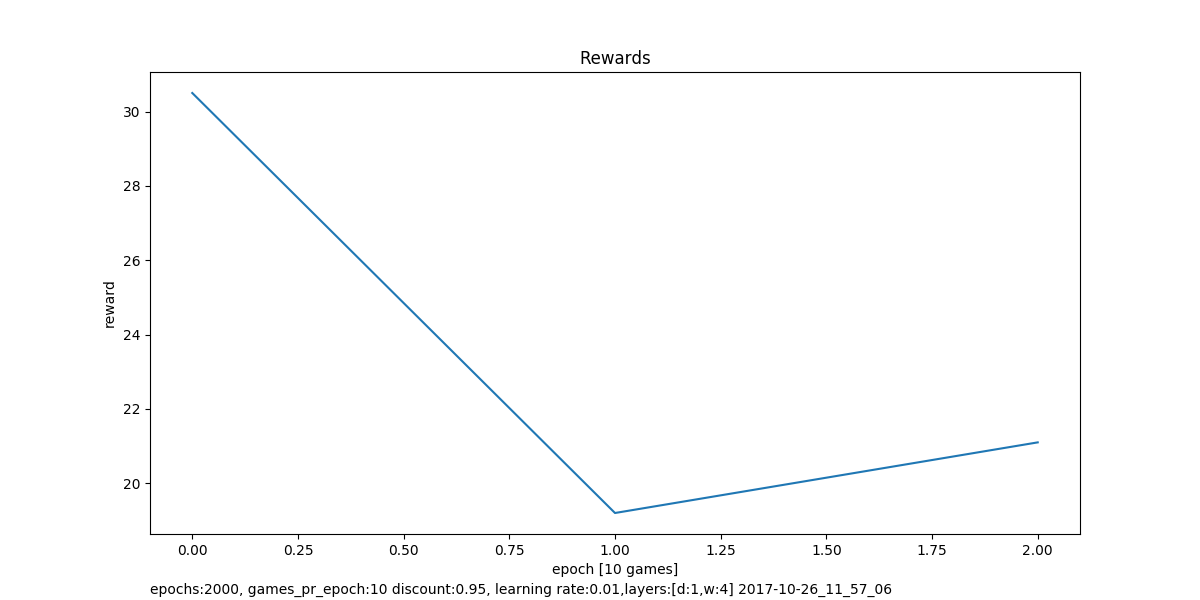 Rewards
30
28
26
24
22
20
reward
0.00 0.25 0.50 0.75 1.00 1.25 1.50 1.75 2.00
epoch [10 games]
epochs:2000, games_pr_epoch:10 discount:0.95, learning rate:0.01,layers:[d:1,w:4] 2017-10-26_11_57_06